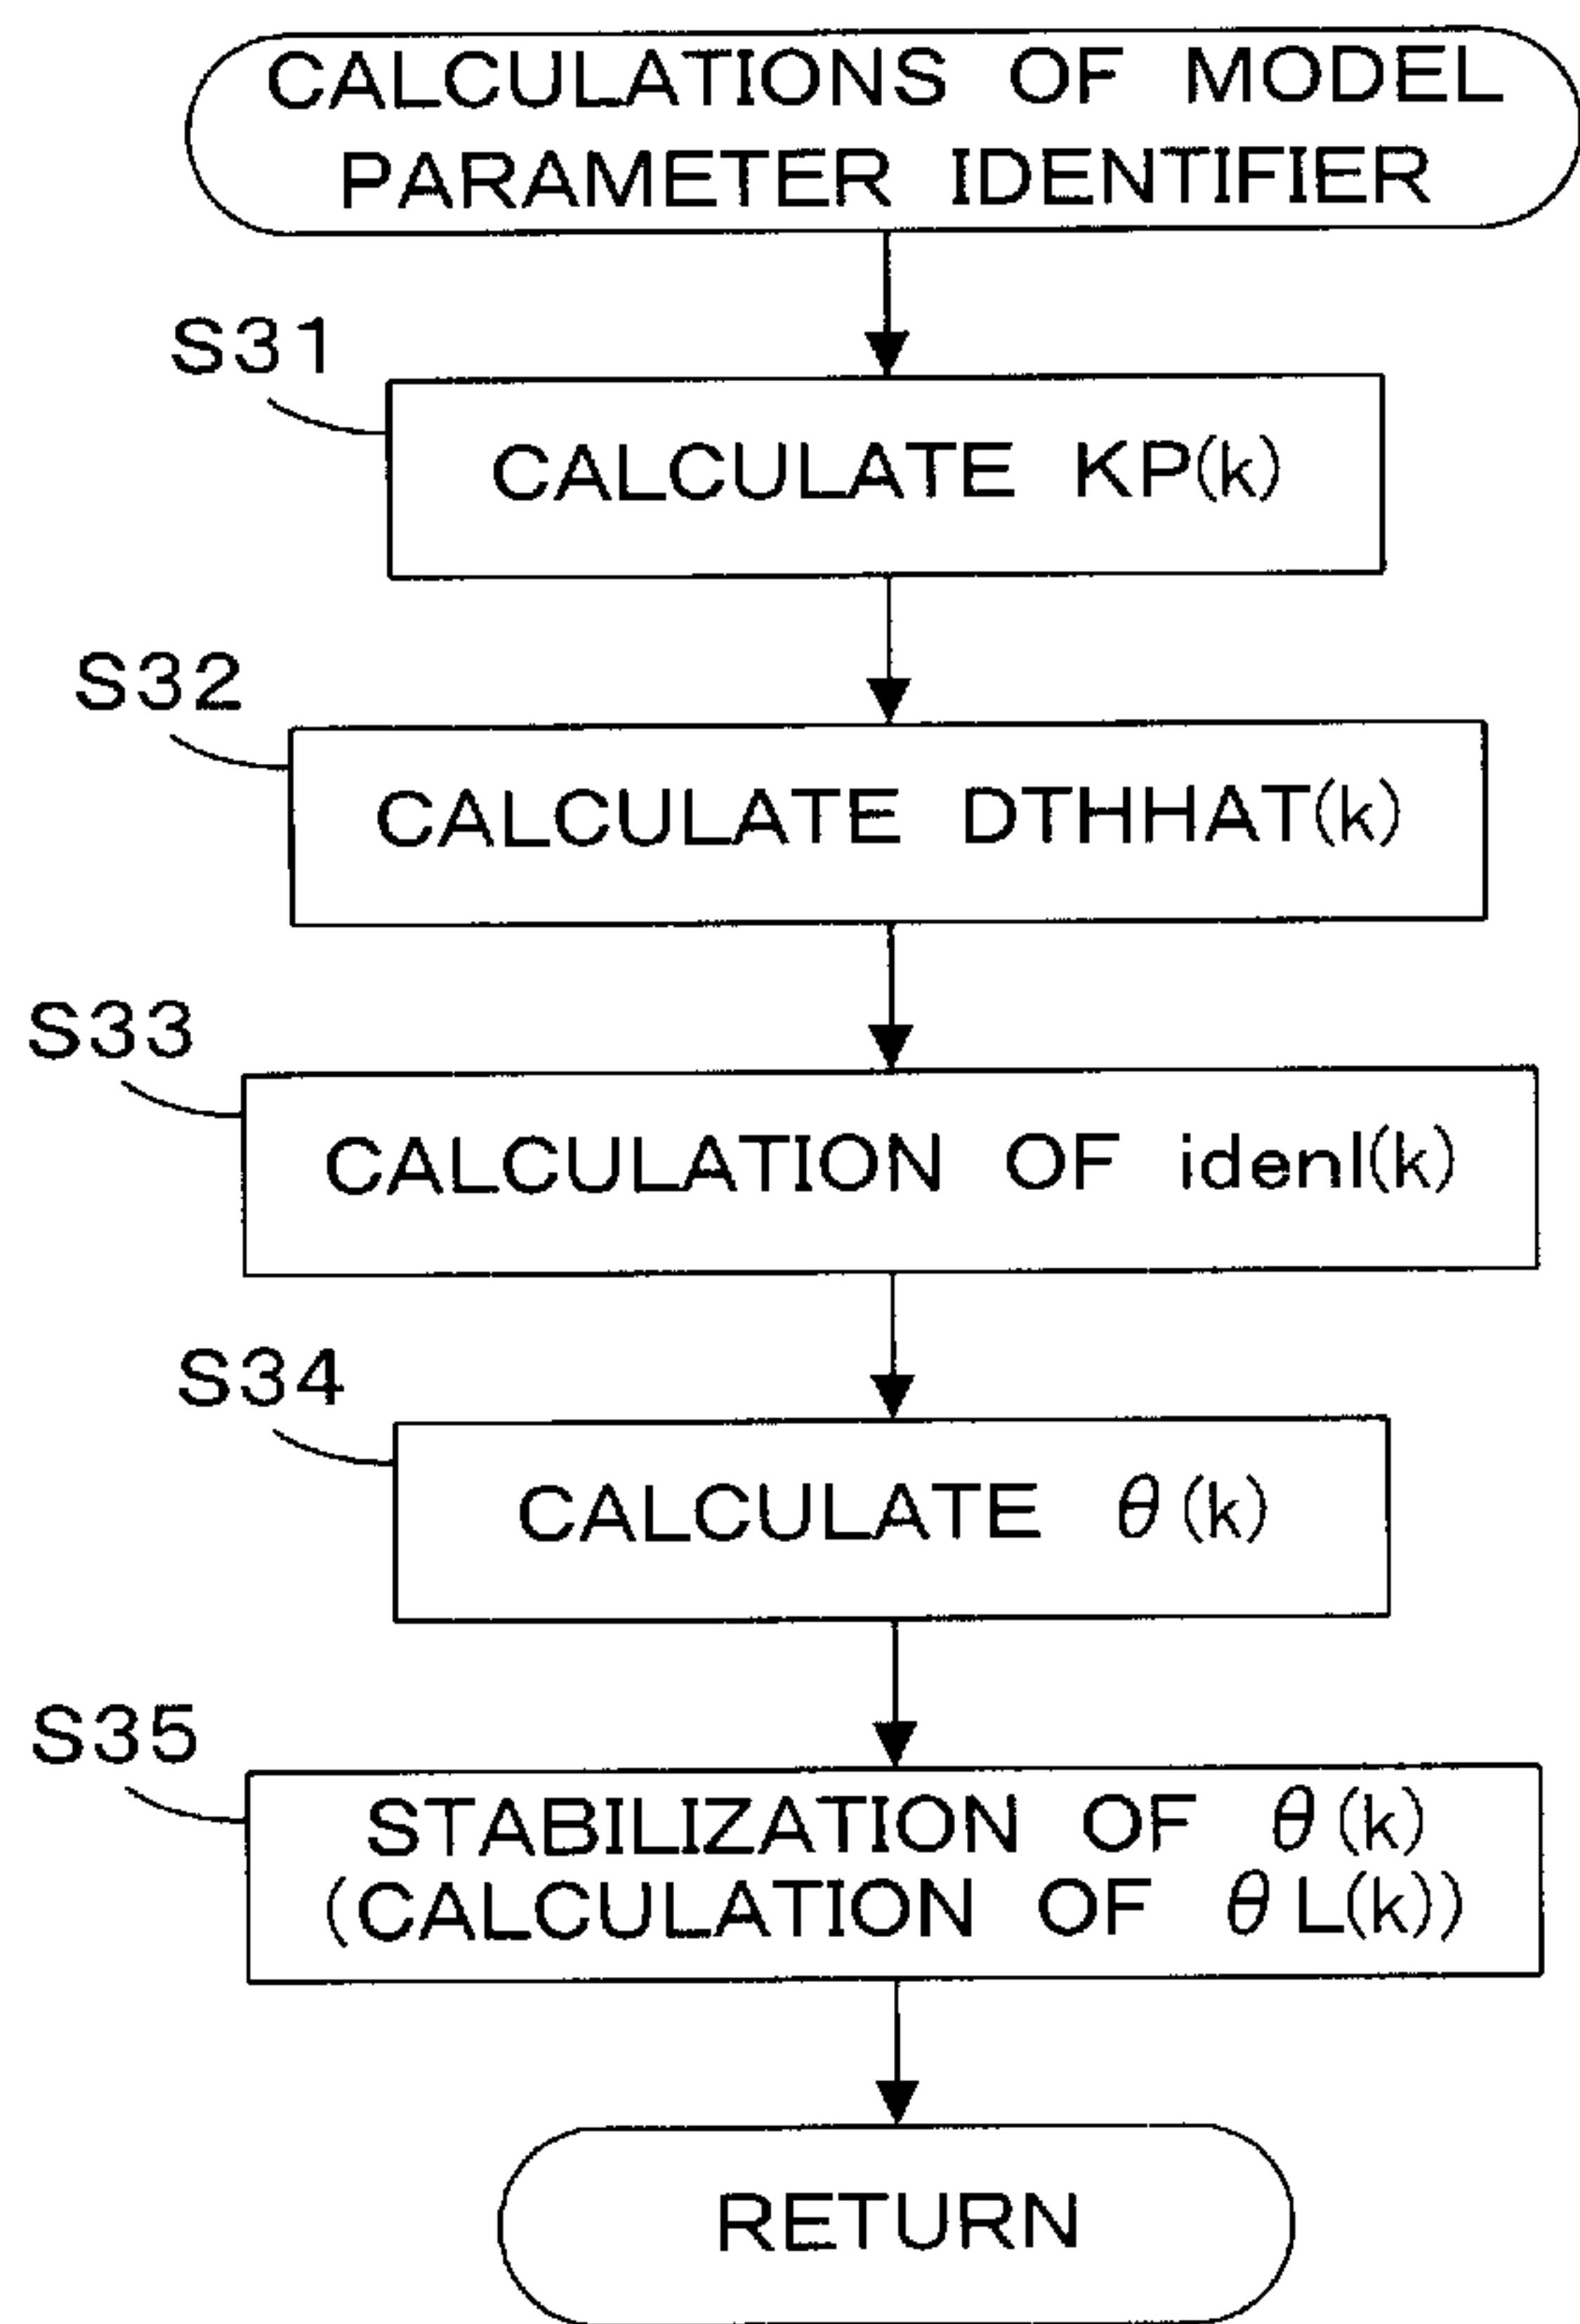 CALCULATIONS OF MODEL
PARAMETER IDENTIFIER
S31
CALCULATE KP(k)
S32
CALCULATE DTHHAT(k)
S33
CALCULATION OF idenl(k)
S34
CALCULATE θ(k)
S35
STABILIZATION OF θ(k)
(CALCULATION OF θL(k))
RETURN